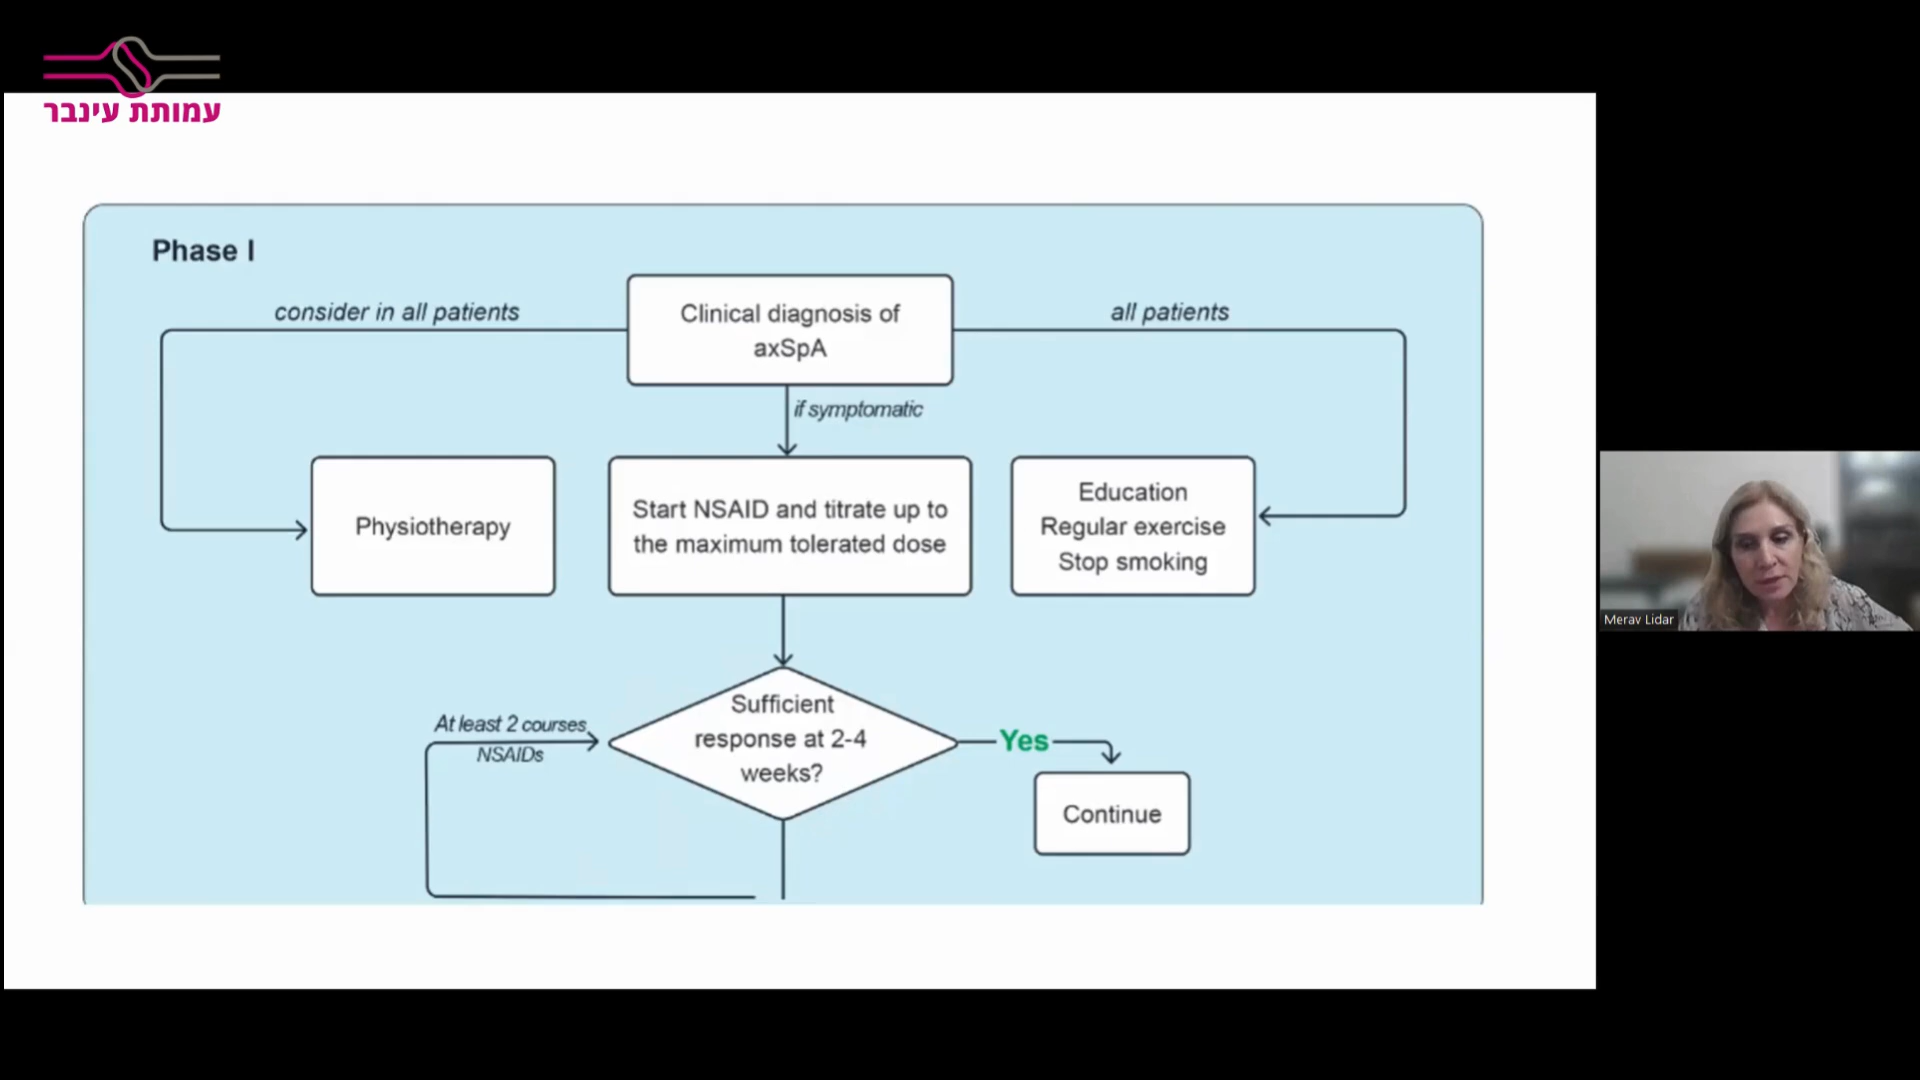 עמותת עינבר
Phase I
consider in all patients
Clinical diagnosis of
axSpA
all patients
if symptomatic
Physiotherapy
Start NSAID and titrate up to
the maximum tolerated dose
Education
Regular exercise
Stop smoking
At least 2 courses
NSAIDs
Sufficient
response at 2-4
weeks?
Yes
Continue
Merav Lidar